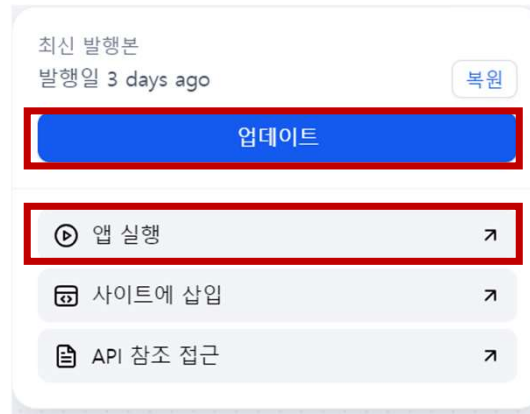 최신 발행본
발행일 3 days ago
복원
업데이트
앱 실행
사이트에 삽입
API 참조 접근